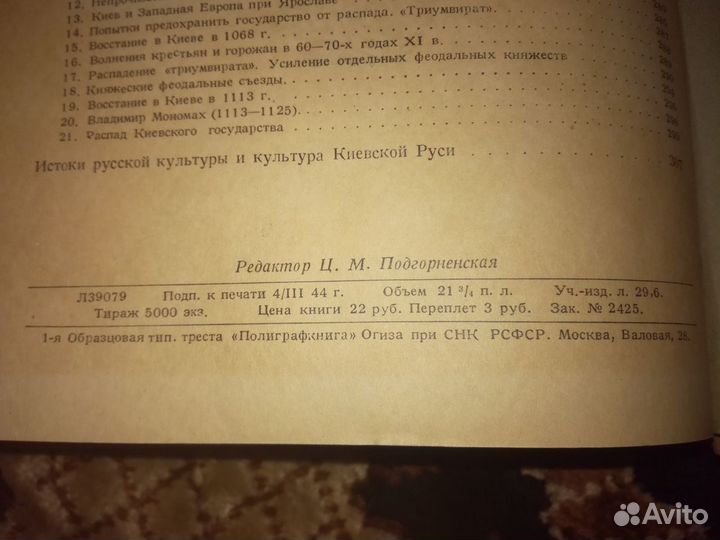 12. 
13. Киев и Западная Европа при Ярославе
14. Попытки предохранить государство от распада. «Триумвират».
15. Восстание в Киеве в 1068 г.
16. Волнения крестьян и горожан в 60—70-х годах XI в.
17. Распадение «триумвирата». Усиление отдельных феодальных княжеств
18. Княжеские феодальные съезды.
19. Восстание в Киеве в 1113 г.
20. Владимир Мономах (1113—1125).
21. Распад Киевского государства
Истоки русской культуры и культура Киевской Руси
Редактор Ц. М. Подгорненская
Л39079 Подп. к печати 4/III 44 г. Объем 21 3/4 п. л. Уч.-изд. л. 29,6.
Тираж 5000 экз. Цена книги 22 руб. Переплет 3 руб. Зак. № 2425.
1-я Образцовая тип. треста «Полиграфкнига» Огиза при СНК РСФСР. Москва, Валовая, 28.
Avito